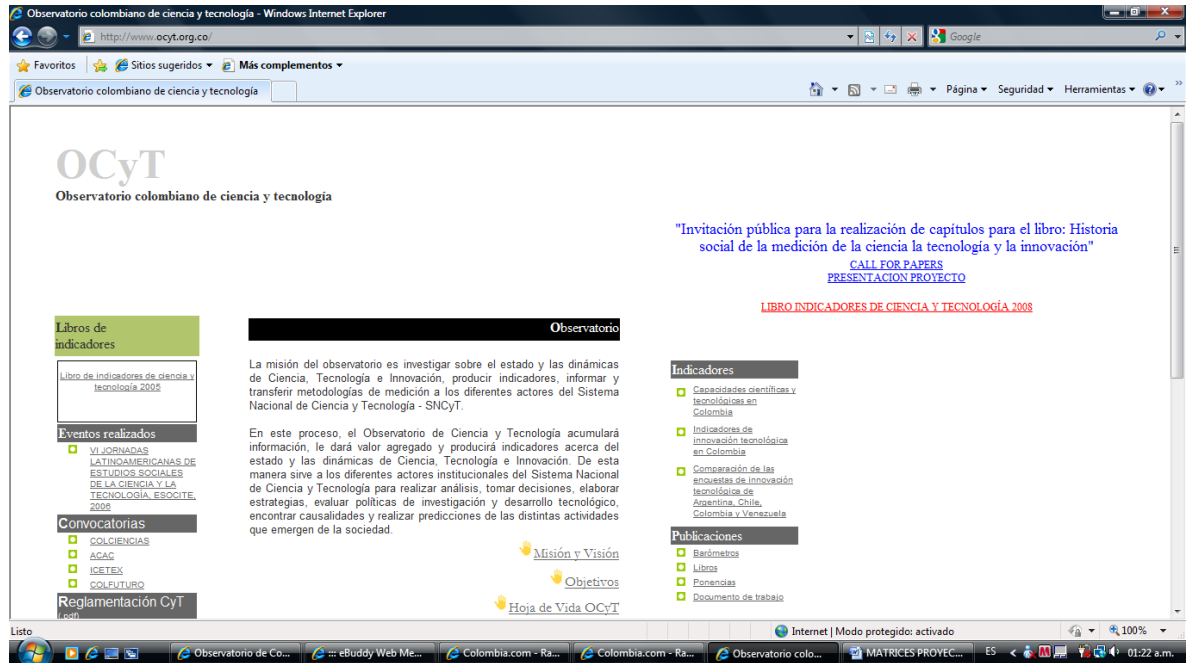 Observatorio colombiano de ciencia y tecnología - Windows Internet Explorer
http://www.ocyt.org.co/
Google
Favoritos
Sitios sugeridos
Más complementos
Observatorio colombiano de ciencia y tecnología
Página
Seguridad
Herramientas
OCyT
Observatorio colombiano de ciencia y tecnología
"Invitación pública para la realización de capítulos para el libro: Historia
social de la medición de la ciencia la tecnología y la innovación"
CALL FOR PAPERS
PRESENTACION PROYECTO
LIBRO INDICADORES DE CIENCIA Y TECNOLOGÍA 2008
Libros de
indicadores
Libro de indicadores de ciencia y
tecnología 2005
Eventos realizados
VI JORNADAS
LATINOAMERICANAS DE
ESTUDIOS SOCIALES
DE LA CIENCIA Y LA
TECNOLOGÍA, ESOCITE,
2006
Convocatorias
COLCIENCIAS
ACAC
ICETEX
COLFUTURO
Reglamentación CyT
(.pdf)
Observatorio
La misión del observatorio es investigar sobre el estado y las dinámicas
de Ciencia, Tecnología e Innovación, producir indicadores, informar y
transferir metodologías de medición a los diferentes actores del Sistema
Nacional de Ciencia y Tecnología - SNCyT.
En este proceso, el Observatorio de Ciencia y Tecnología acumulará
información, le dará valor agregado y producirá indicadores acerca del
estado y las dinámicas de Ciencia, Tecnología e Innovación. De esta
manera sirve a los diferentes actores institucionales del Sistema Nacional
de Ciencia y Tecnología para realizar análisis, tomar decisiones, elaborar
estrategias, evaluar políticas de investigación y desarrollo tecnológico,
encontrar causalidades y realizar predicciones de las distintas actividades
que emergen de la sociedad.
Misión y Visión
Objetivos
Hoja de Vida OCyT
Indicadores
Capacidades científicas y
tecnológicas en
Colombia
Indicadores de
innovación tecnológica
en Colombia
Comparación de las
encuestas de innovación
tecnológica de
Argentina, Chile,
Colombia y Venezuela
Publicaciones
Barómetros
Libros
Ponencias
Documento de trabajo
Listo
Internet | Modo protegido: activado
100%
Observatorio de Co...
::: eBuddy Web Me...
Colombia.com - Ra...
Colombia.com - Ra...
Observatorio colo...
MATRICES PROYEC...
ES
01:22 a.m.